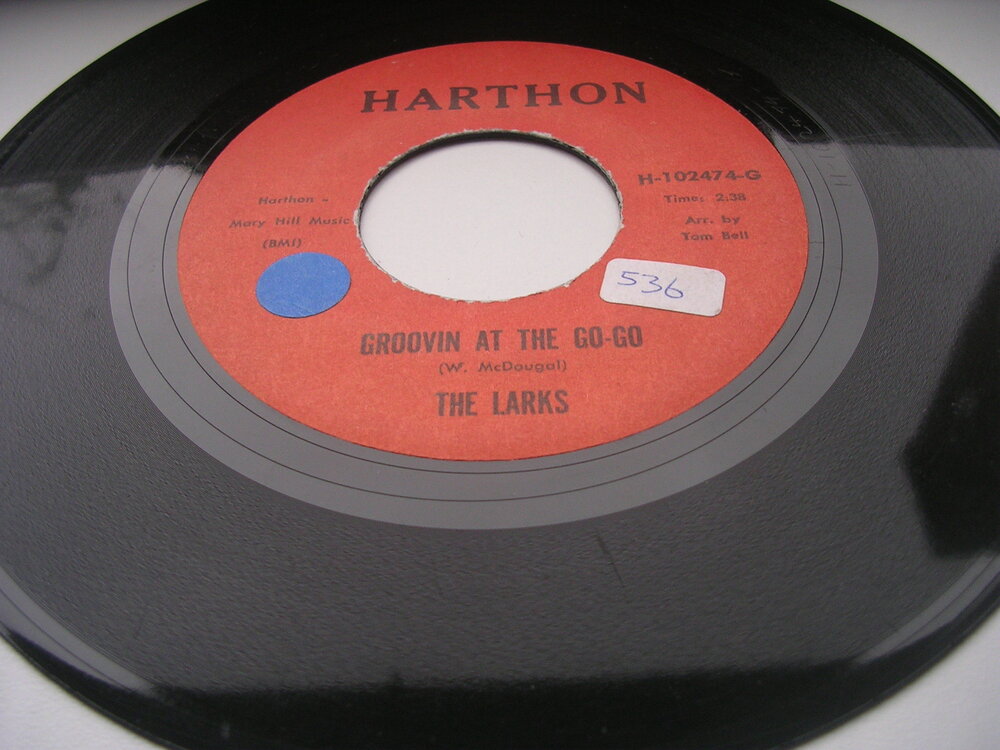 HARTHON
H-102474-G
Time: 2:38
Arr. by
Tom Bell
Harthon -
Mary Hill Music
(BMI)
536
GROOVIN AT THE GO-GO
(W. McDougal)
THE LARKS